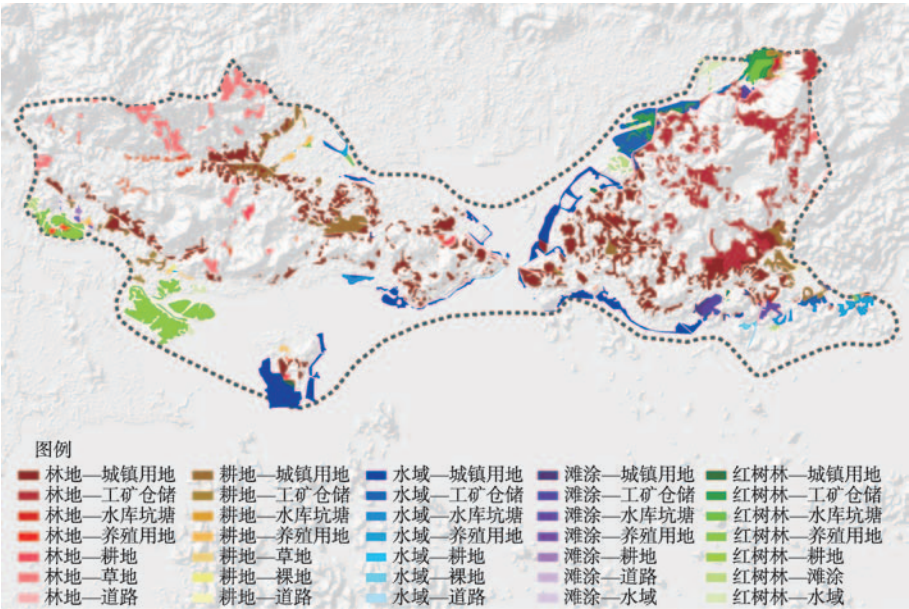 图例
林地—城镇用地 耕地—城镇用地 水域—城镇用地 滩涂—城镇用地 红树林—城镇用地
林地—工矿仓储 耕地—工矿仓储 水域—工矿仓储 滩涂—工矿仓储 红树林—工矿仓储
林地—水库坑塘 耕地—水库坑塘 水域—水库坑塘 滩涂—水库坑塘 红树林—水库坑塘
林地—养殖用地 耕地—养殖用地 水域—养殖用地 滩涂—养殖用地 红树林—养殖用地
林地—耕地 耕地—草地 水域—耕地 滩涂—耕地 红树林—耕地
林地—草地 耕地—裸地 水域—裸地 滩涂—道路 红树林—滩涂
林地—道路 耕地—道路 水域—道路 滩涂—水域 红树林—水域